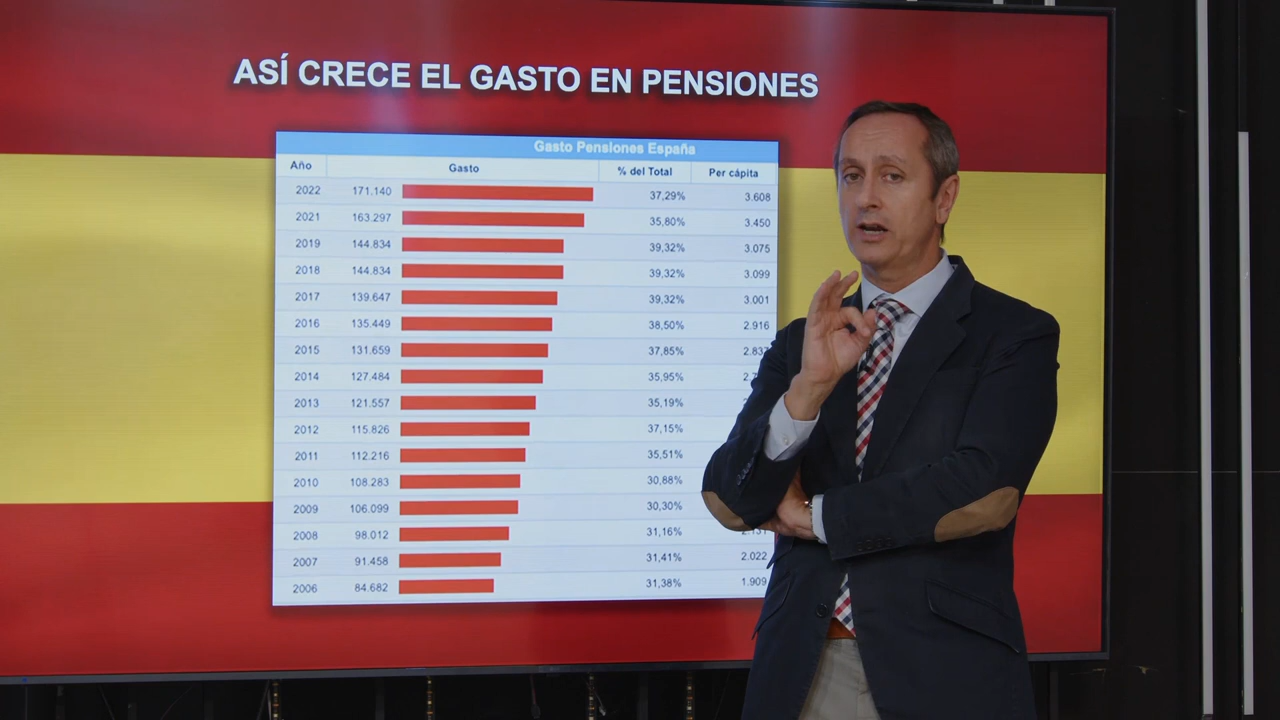 ASÍ CRECE EL GASTO EN PENSIONES
Gasto Pensiones España
Año Gasto % del Total Per cápita
2022 171.140 37,29% 3.608
2021 163.297 35,80% 3.450
2019 144.834 39,32% 3.075
2018 144.834 39,32% 3.099
2017 139.647 39,32% 3.001
2016 135.449 38,50% 2.916
2015 131.659 37,85%
2014 127.484 35,95%
2013 121.557 35,19%
2012 115.826 37,15%
2011 112.216 35,51%
2010 108.283 30,88%
2009 106.099 30,30%
2008 98.012 31,16%
2007 91.458 31,41% 2.022
2006 84.682 31,38% 1.909